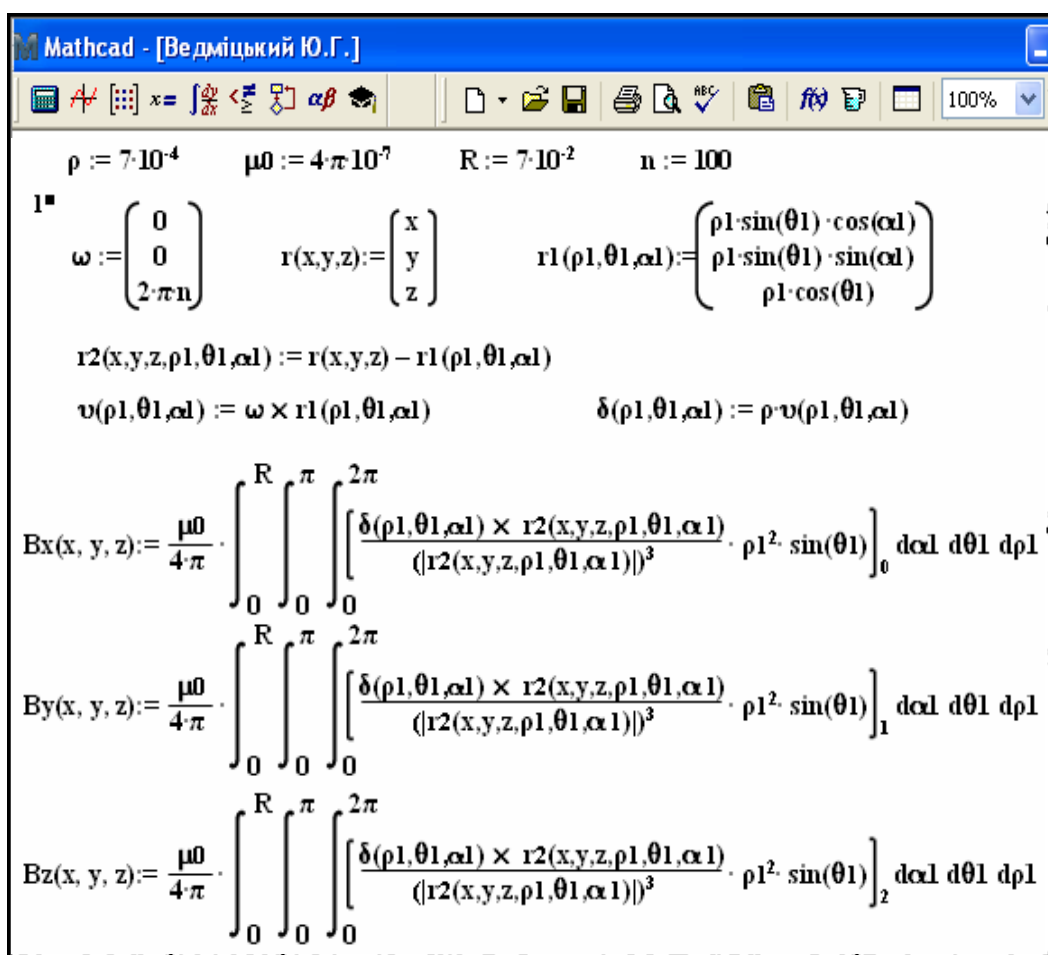 Mathcad - [Ведміцький Ю.Г.]
x= αβ 100%
ρ := 7·10⁻⁴ μ0 := 4·π·10⁻⁷ R := 7·10⁻² n := 100
1▪
ω := (0 0 2·π·n) r(x,y,z):= (x y z) r1(ρ1,θ1,α1):= (ρ1·sin(θ1)·cos(α1) ρ1·sin(θ1)·sin(α1) ρ1·cos(θ1))
r2(x,y,z,ρ1,θ1,α1) := r(x,y,z) – r1(ρ1,θ1,α1)
υ(ρ1,θ1,α1) := ω × r1(ρ1,θ1,α1) δ(ρ1,θ1,α1) := ρ·υ(ρ1,θ1,α1)
Bx(x, y, z):= μ0/(4·π) · ∫₀^R ∫₀^π ∫₀^2π [δ(ρ1,θ1,α1) × r2(x,y,z,ρ1,θ1,α1)/(|r2(x,y,z,ρ1,θ1,α1)|)³ · ρ1²· sin(θ1)]₀ dα1 dθ1 dρ1
By(x, y, z):= μ0/(4·π) · ∫₀^R ∫₀^π ∫₀^2π [δ(ρ1,θ1,α1) × r2(x,y,z,ρ1,θ1,α1)/(|r2(x,y,z,ρ1,θ1,α1)|)³ · ρ1²· sin(θ1)]₁ dα1 dθ1 dρ1
Bz(x, y, z):= μ0/(4·π) · ∫₀^R ∫₀^π ∫₀^2π [δ(ρ1,θ1,α1) × r2(x,y,z,ρ1,θ1,α1)/(|r2(x,y,z,ρ1,θ1,α1)|)³ · ρ1²· sin(θ1)]₂ dα1 dθ1 dρ1